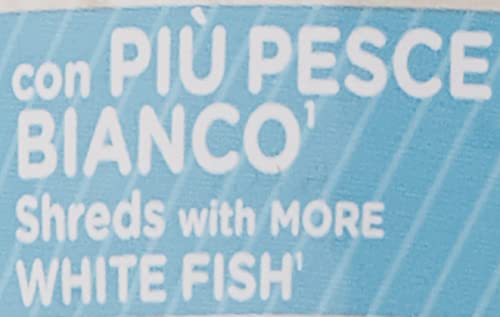 con PIÙ PESCE
BIANCO¹
Shreds with MORE
WHITE FISH¹